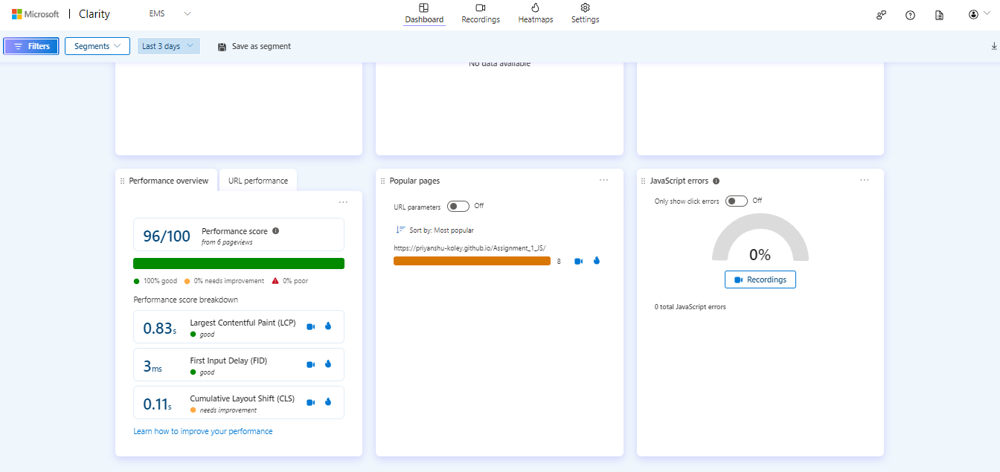 Microsoft | Clarity
EMS
Dashboard
Recordings
Heatmaps
Settings
Filters
Segments
Last 3 days
Save as segment
No data available
Performance overview
URL performance
96/100
Performance score
from 6 pageviews
100% good
0% needs improvement
0% poor
Performance score breakdown
0.83s
Largest Contentful Paint (LCP)
good
3ms
First Input Delay (FID)
good
0.11s
Cumulative Layout Shift (CLS)
needs improvement
Learn how to improve your performance
Popular pages
URL parameters
Off
Sort by: Most popular
https://priyanshu-koley.github.io/Assignment_1_JS/
8
JavaScript errors
Only show click errors
Off
0%
Recordings
0 total JavaScript errors